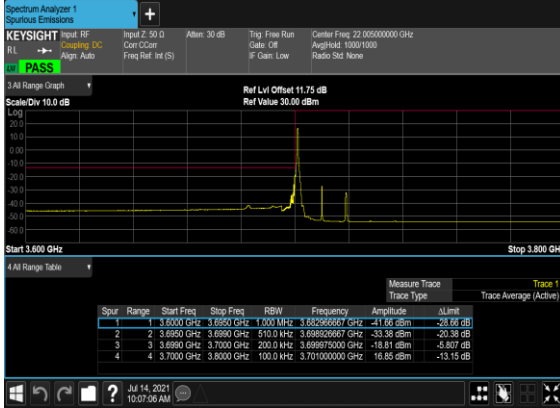 Spectrum Analyzer 1
Spurious Emissions
+
KEYSIGHT Input: RF Input Z: 50 Ω Atten: 30 dB Trig: Free Run Center Freq: 22.005000000 GHz
RL Coupling: DC Corr CCorr Gate: Off Avg|Hold: 1000/1000
Align: Auto Freq Ref: Int (S) IF Gain: Low Radio Std: None
PASS
3.All Range Graph
Ref Lvl Offset 11.75 dB
Scale/Div 10.0 dB Ref Value 30.00 dBm
Log
20.0
10.0
0.00
-10.0
-20.0
-30.0
-40.0
-50.0
-60.0
Start 3.600 GHz Stop 3.800 GH
4.All Range Table
Measure Trace Trace 1
Trace Type Trace Average (Active)
Spur Range Start Freq Stop Freq RBW Frequency Amplitude ΔLimit
1 1 3.6000 GHz 3.6950 GHz 1.000 MHz 3.682966667 GHz -41.66 dBm -28.66 dB
2 2 3.6950 GHz 3.6990 GHz 510.0 kHz 3.698926667 GHz -33.38 dBm -20.38 dB
3 3 3.6990 GHz 3.7000 GHz 200.0 kHz 3.699975000 GHz -18.81 dBm -5.807 dB
4 4 3.7000 GHz 3.8000 GHz 100.0 kHz 3.701000000 GHz 16.85 dBm -13.15 dB
? Jul 14, 2021
10:07:06 AM